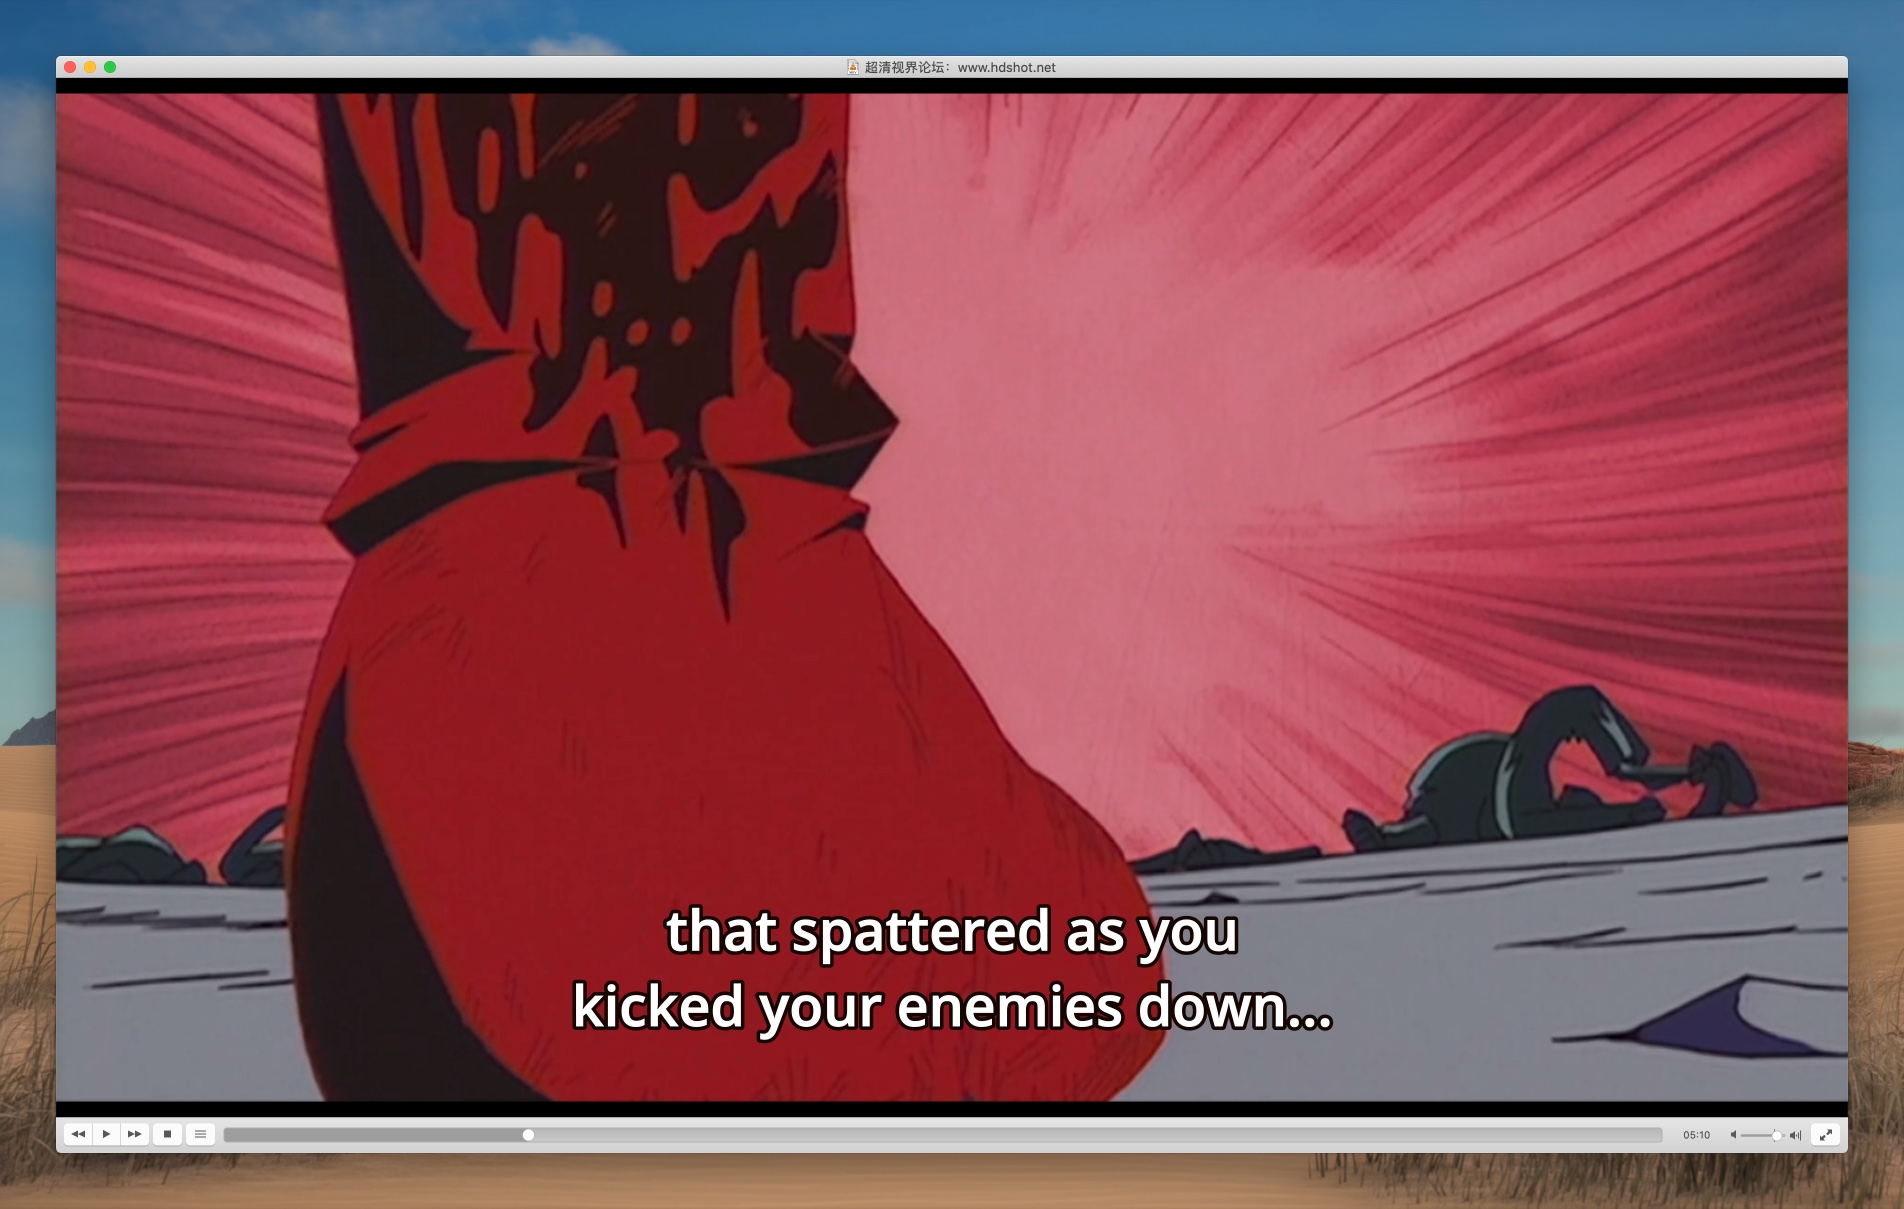 超清视界论坛：www.hdshot.net
that spattered as you
kicked your enemies down...
05:10